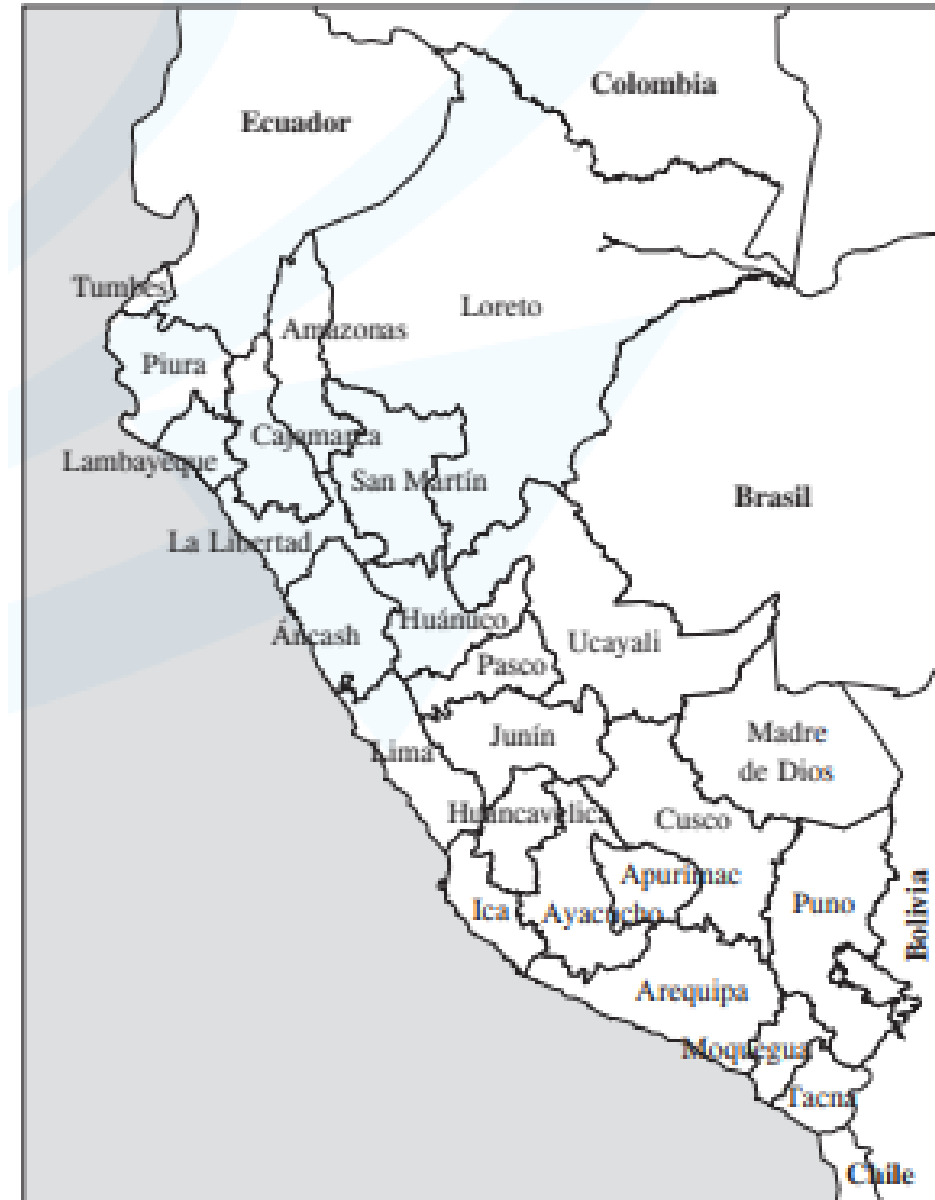 Colombia
Ecuador
Tumbes
Loreto
Amazonas
Piura
Cajamarca
Lambayeque
San Martín
Brasil
La Libertad
Huánuco
Áncash
Ucayali
Pasco
Junín
Madre
de Dios
Lima
Huancavelica
Cusco
Apurímac
Puno
Bolivia
Ica
Ayacucho
Arequipa
Moquegua
Tacna
Chile